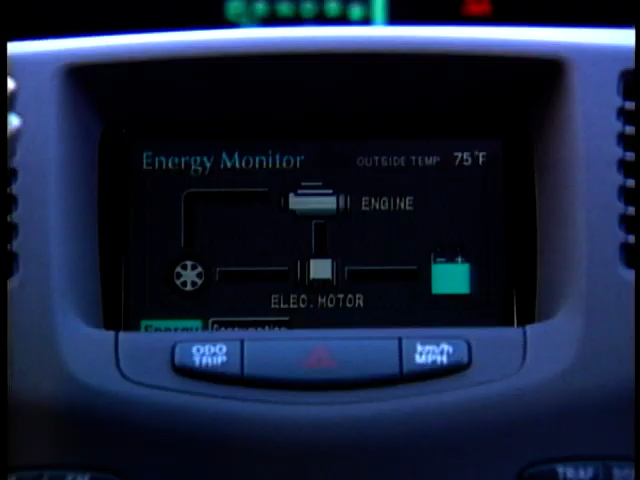 Energy Monitor OUTSIDE TEMP 75°F
ENGINE
- +
ELEC.MOTOR
Energy Consumption
ODO TRIP
km/h MPH